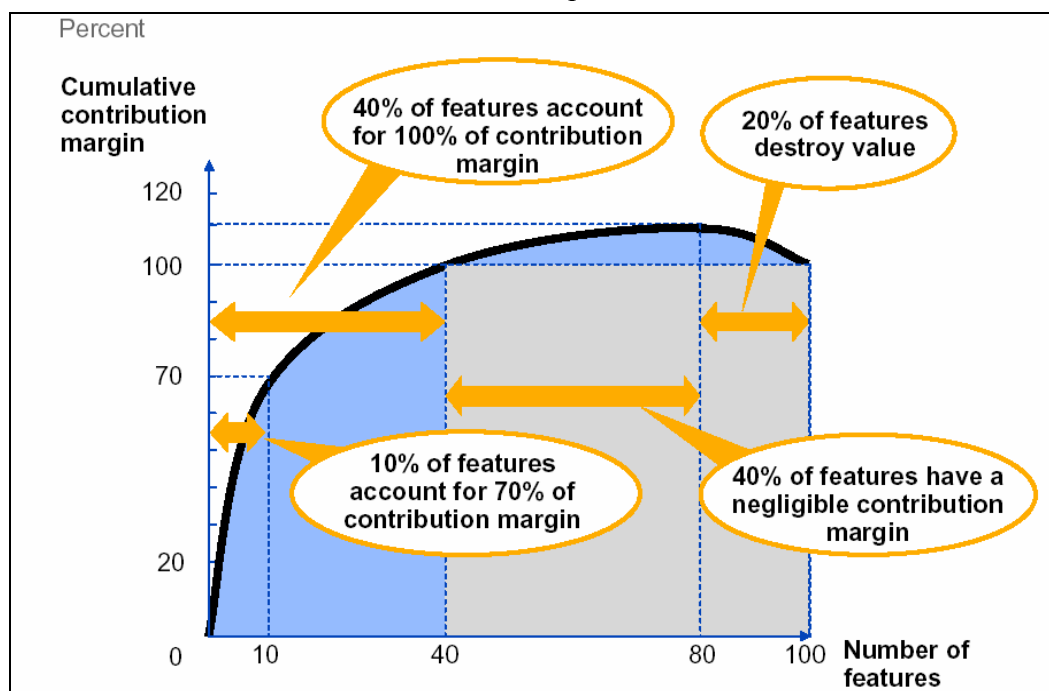 Percent
Cumulative
contribution
margin
40% of features account
for 100% of contribution
margin
20% of features
destroy value
120
100
70
20
0
10% of features
account for 70% of
contribution margin
40% of features have a
negligible contribution
margin
10
40
80
100
Number of
features